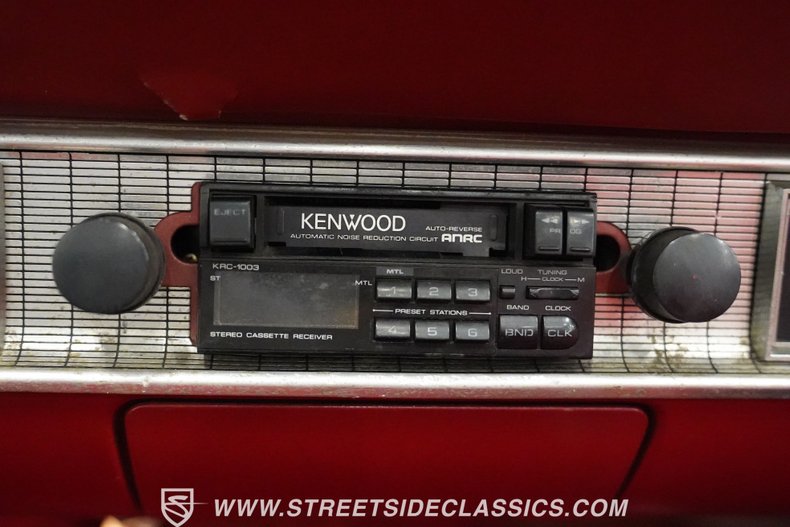 EJECT
KENWOOD
AUTO-REVERSE
AUTOMATIC NOISE REDUCTION CIRCUIT ANRC
PROG
KRC-1003
ST
MTL
MTL
1 2 3
PRESET STATIONS
4 5 6
STEREO CASSETTE RECEIVER
LOUD TUNING
H CLOCK M
BAND CLOCK
BND CLK
WWW.STREETSIDECLASSICS.COM